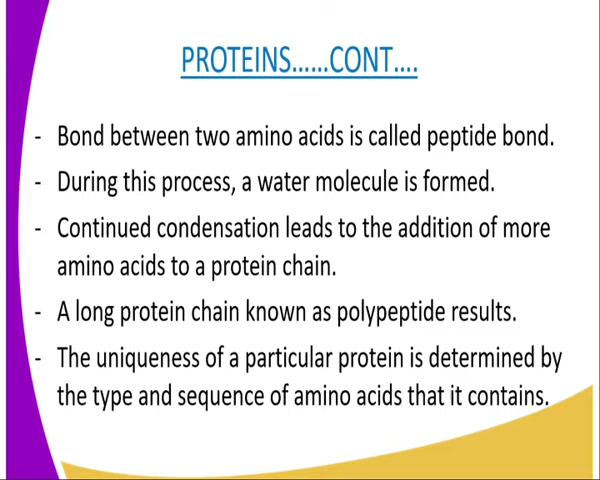 PROTEINS......CONT....
- Bond between two amino acids is called peptide bond.
- During this process, a water molecule is formed.
- Continued condensation leads to the addition of more
amino acids to a protein chain.
- A long protein chain known as polypeptide results.
- The uniqueness of a particular protein is determined by
the type and sequence of amino acids that it contains.